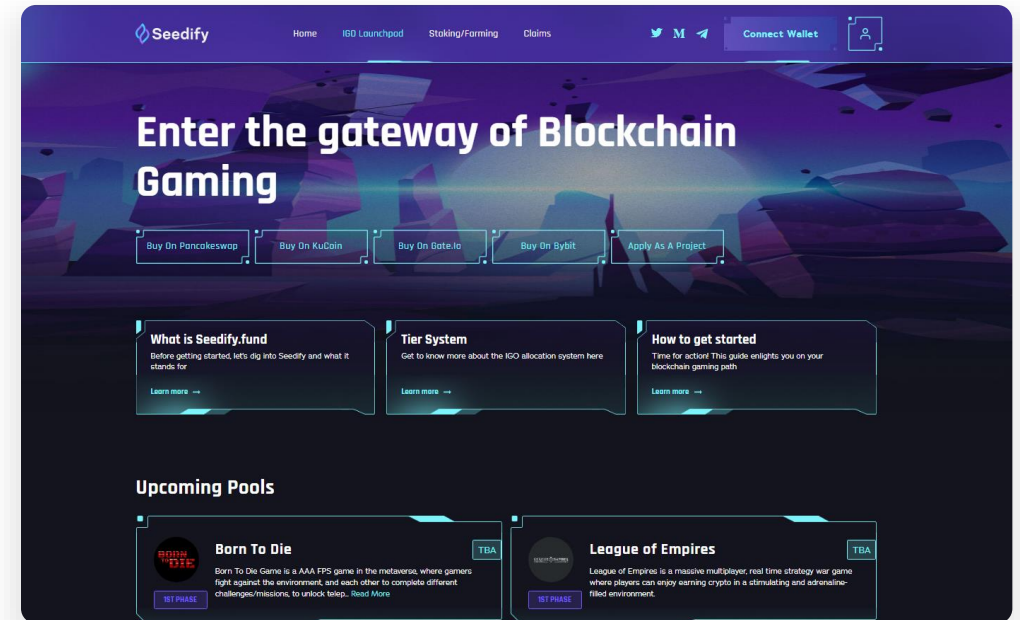 Seedify
Home IGO Launchpad Staking/Farming Claims
Connect Wallet
Enter the gateway of Blockchain
Gaming
Buy On Pancakeswap Buy On KuCoin Buy On Gate.Io Buy On Bybit Apply As A Project
What is Seedify.fund
Before getting started, let's dig into Seedify and what it
stands for
Learn more →
Tier System
Get to know more about the IGO allocation system here
Learn more →
How to get started
Time for action! This guide enlights you on your
blockchain gaming path
Learn more →
Upcoming Pools
BORN
TO DIE
Born To Die
TBA
Born To Die Game is a AAA FPS game in the metaverse, where gamers
fight against the environment, and each other to complete different
challenges/missions, to unlock telep... Read More
1ST PHASE
League of Empires
TBA
League of Empires is a massive multiplayer, real time strategy war game
where players can enjoy earning crypto in a stimulating and adrenaline-
filled environment.
1ST PHASE